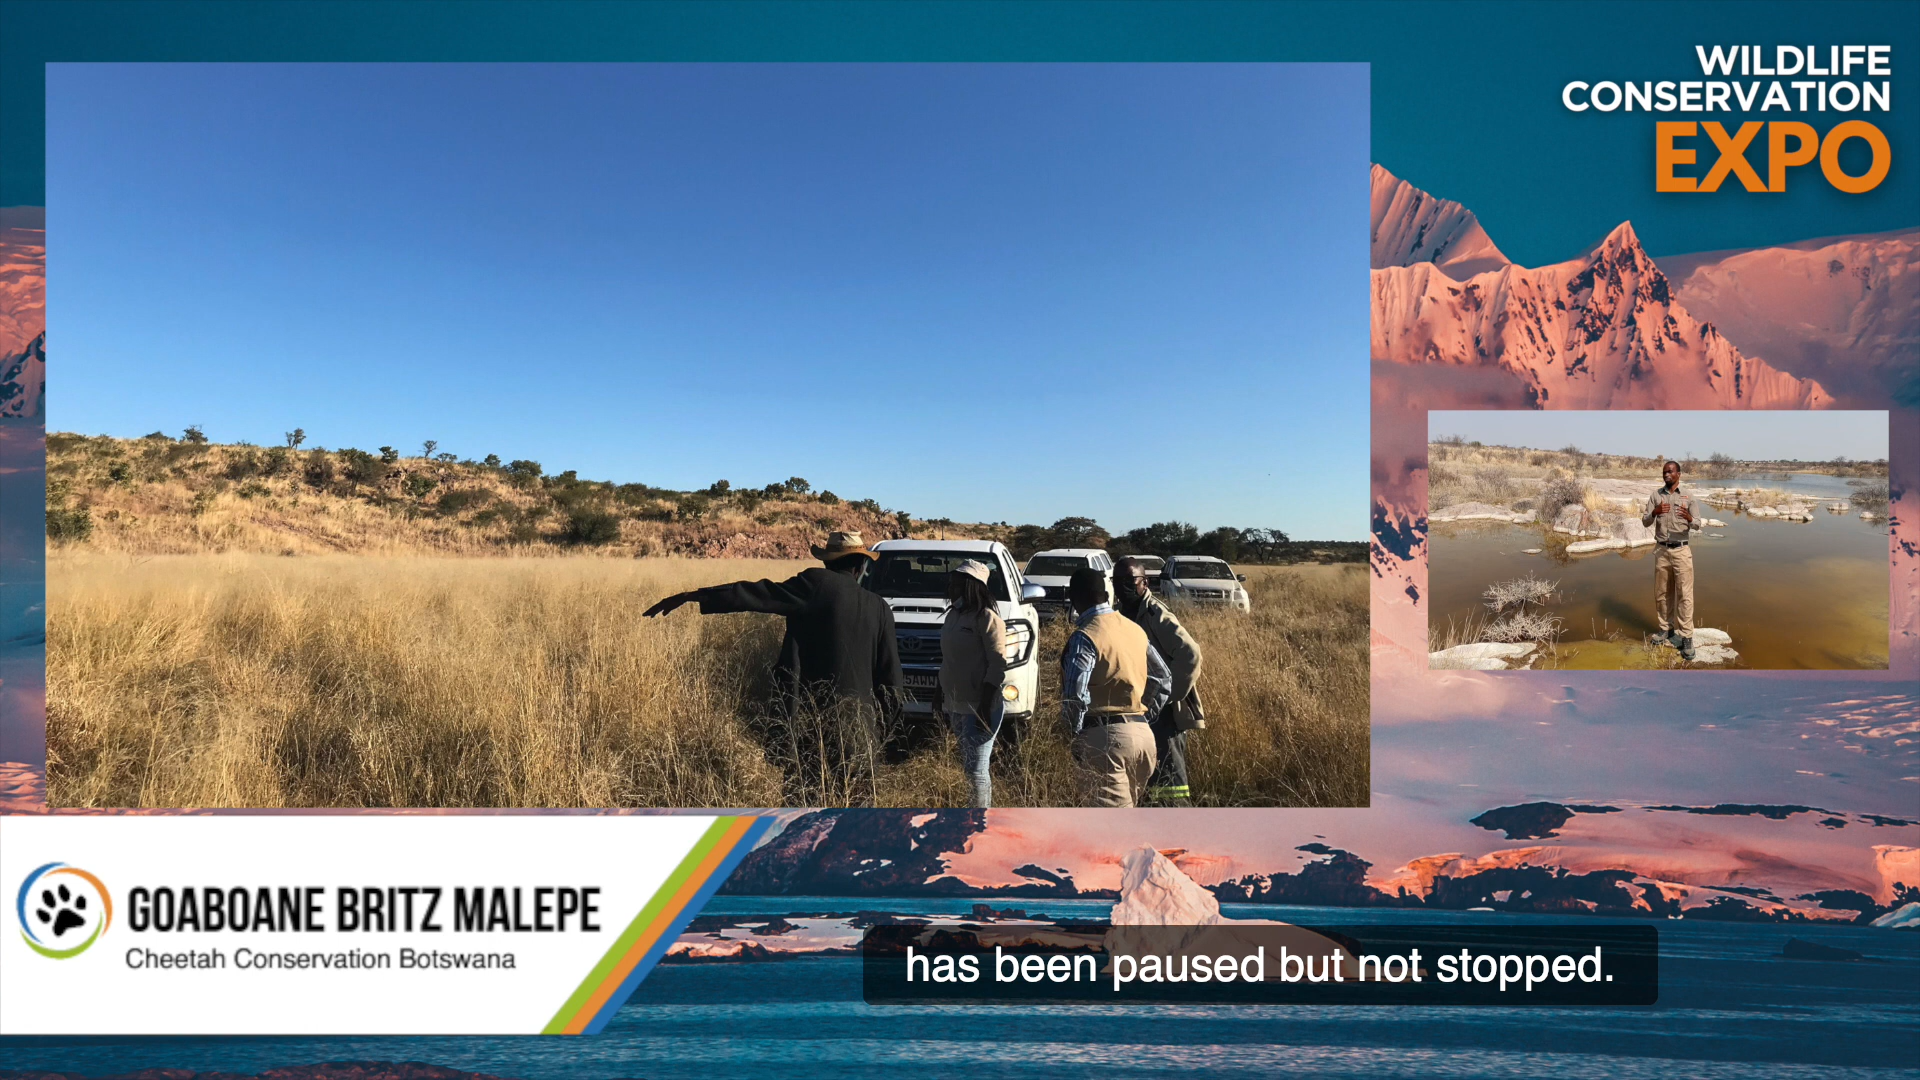 WILDLIFE
CONSERVATION
EXPO
GOABOANE BRITZ MALEPE
Cheetah Conservation Botswana
has been paused but not stopped.